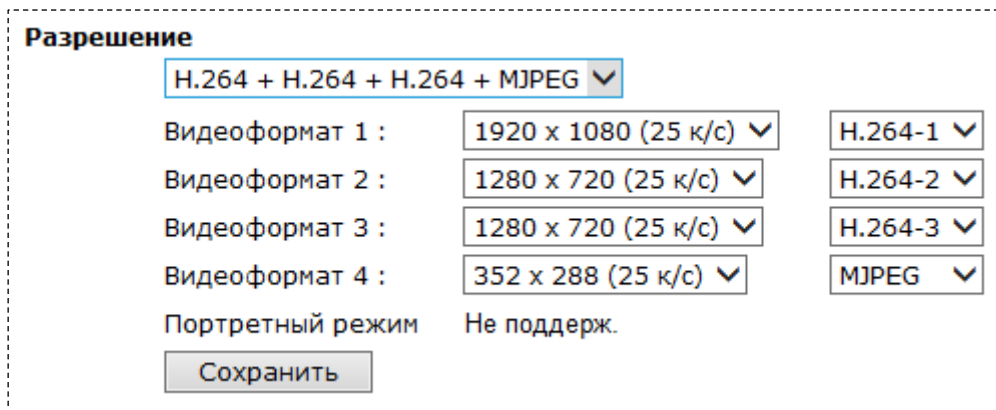 Разрешение
H.264 + H.264 + H.264 + MJPEG
Видеоформат 1 : 1920 x 1080 (25 к/с) H.264-1
Видеоформат 2 : 1280 x 720 (25 к/с) H.264-2
Видеоформат 3 : 1280 x 720 (25 к/с) H.264-3
Видеоформат 4 : 352 x 288 (25 к/с) MJPEG
Портретный режим Не поддерж.
Сохранить